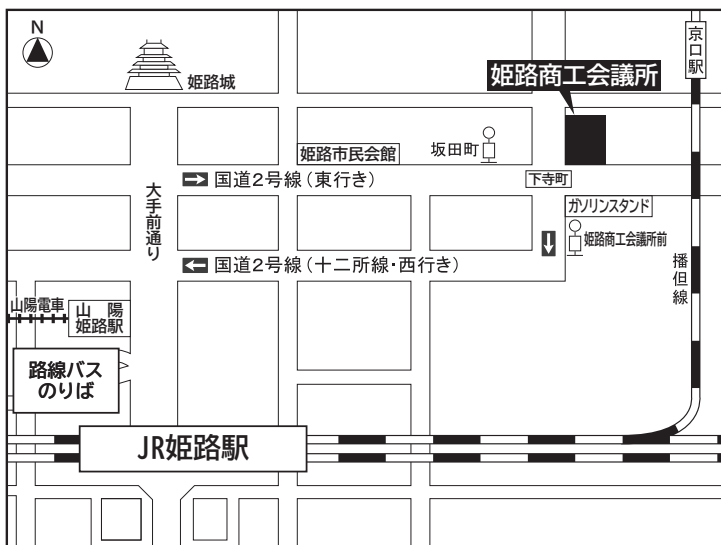 N
姫路城
京口駅
姫路商工会議所
姫路市民会館
坂田町
下寺町
国道2号線（東行き）
大手前通り
ガソリンスタンド
姫路商工会議所前
国道2号線（十二所線・西行き）
播但線
山陽電車
山陽
姫路駅
路線バス
のりば
JR姫路駅